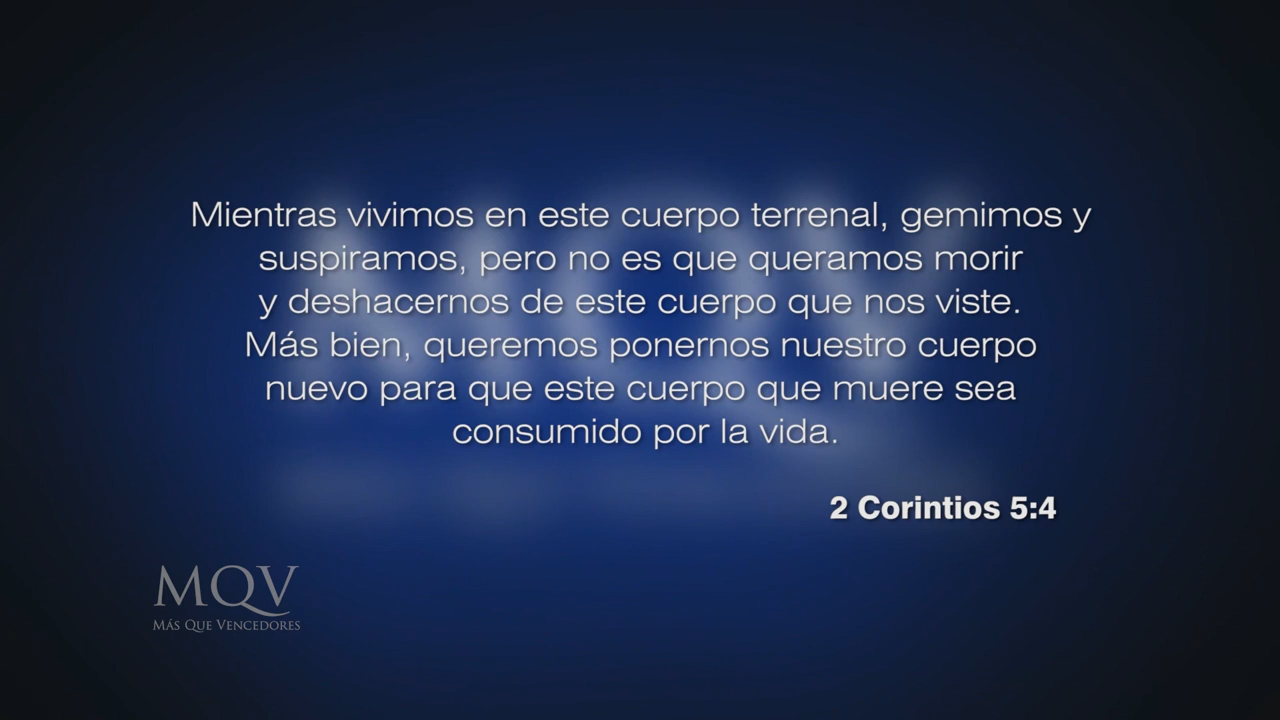 Mientras vivimos en este cuerpo terrenal, gemimos y
suspiramos, pero no es que queramos morir
y deshacernos de este cuerpo que nos viste.
Más bien, queremos ponernos nuestro cuerpo
nuevo para que este cuerpo que muere sea
consumido por la vida.
2 Corintios 5:4
MQV
Más Que Vencedores